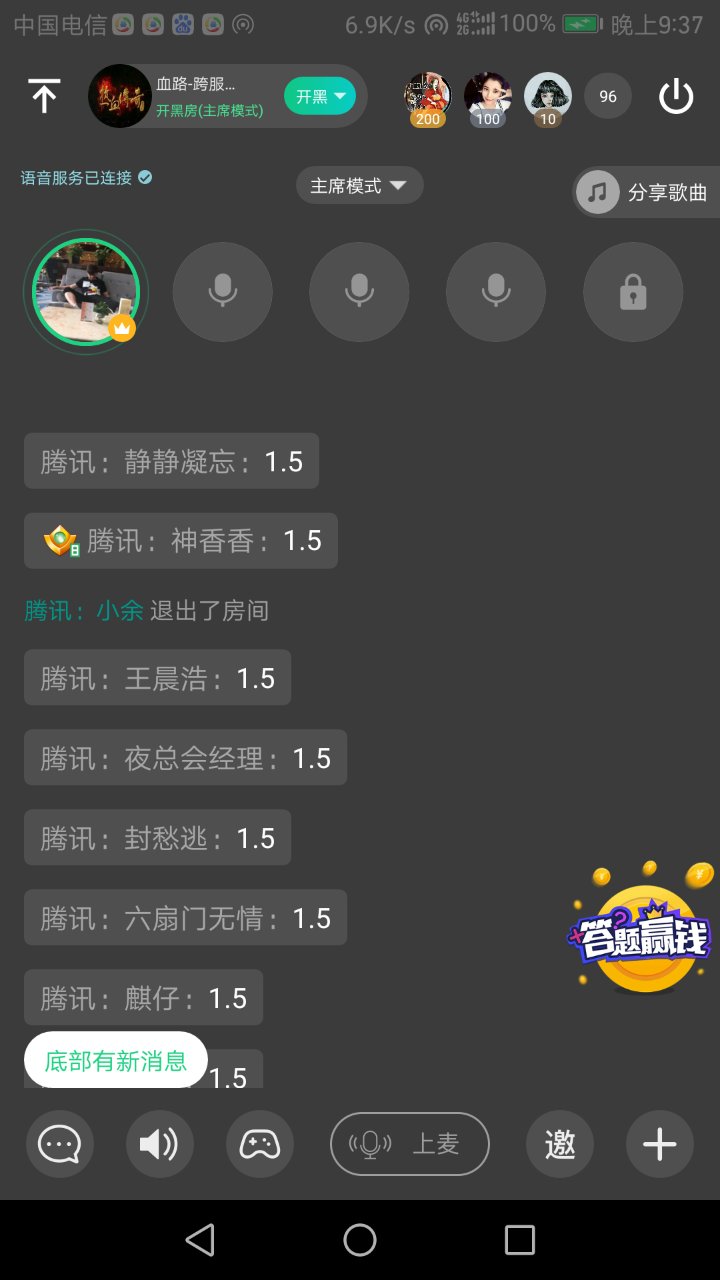 中国电信 6.9K/s 4G 2G 100% 晚上9:37
血路-跨服...
开黑房(主席模式)
开黑
200 100 10 96
语音服务已连接
主席模式
分享歌曲
腾讯：静静凝忘：1.5
8 腾讯：神香香：1.5
腾讯：小余 退出了房间
腾讯：王晨浩：1.5
腾讯：夜总会经理：1.5
腾讯：封愁逃：1.5
腾讯：六扇门无情：1.5
答题赢钱
腾讯：麒仔：1.5
底部有新消息
1.5
上麦
邀